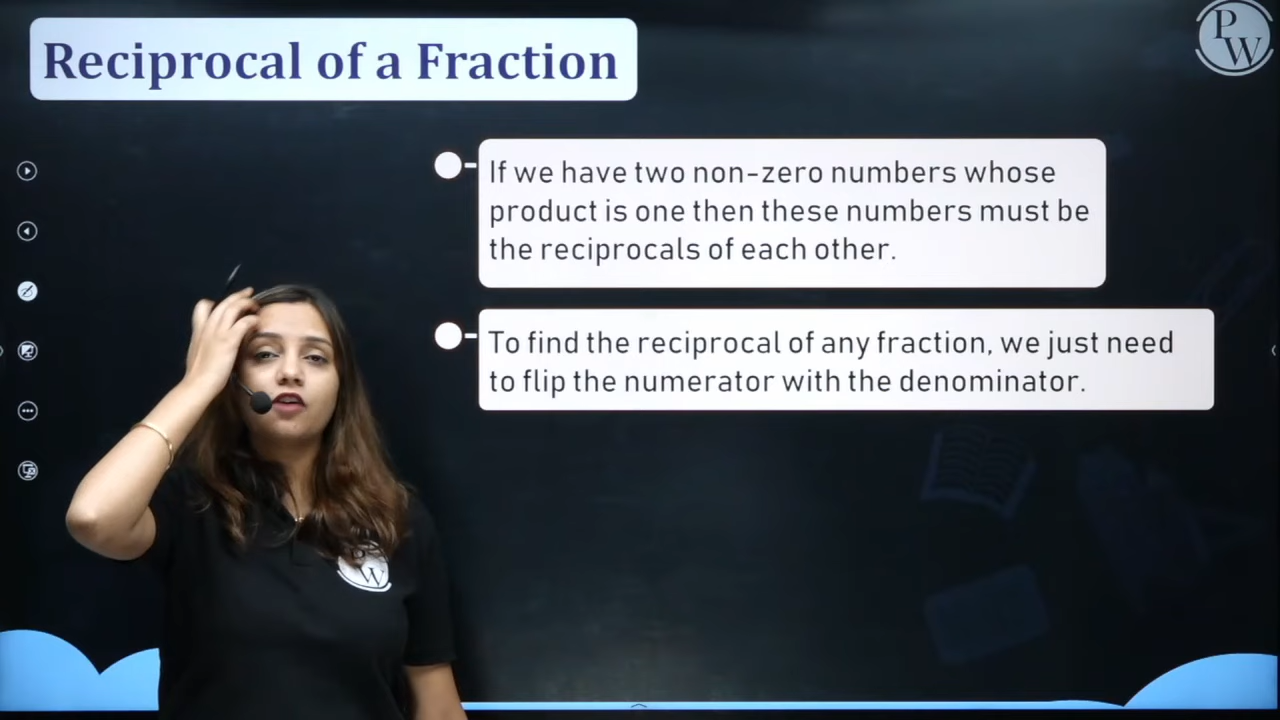 Reciprocal of a Fraction
PW
If we have two non-zero numbers whose
product is one then these numbers must be
the reciprocals of each other.
To find the reciprocal of any fraction, we just need
to flip the numerator with the denominator.
PW